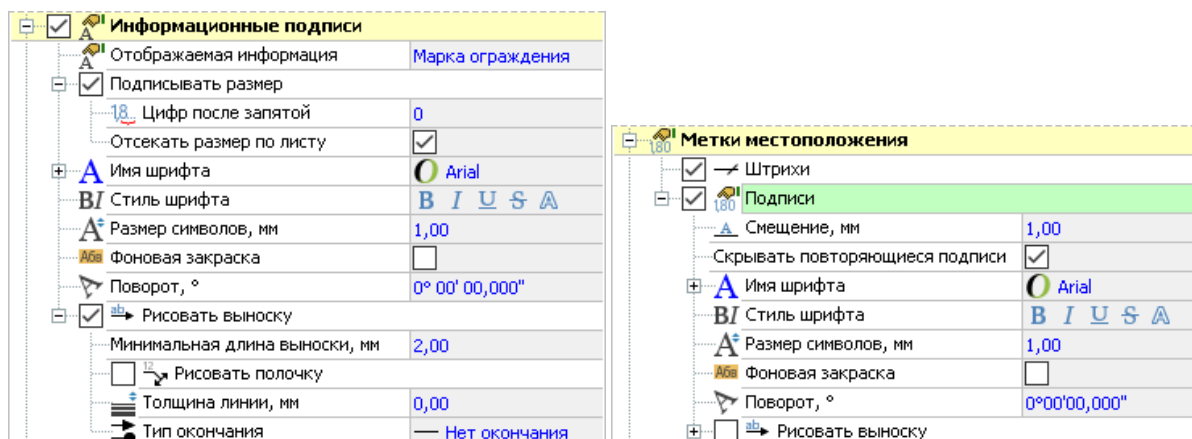 Информационные подписи
Отображаемая информация Марка ограждения
Подписывать размер
Цифр после запятой 0
Отсекать размер по листу
Имя шрифта Arial
Стиль шрифта B I U S A
Размер символов, мм 1,00
Фоновая закраска
Поворот, ° 0° 00' 00,000"
Рисовать выноску
Минимальная длина выноски, мм 2,00
Рисовать полочку
Толщина линии, мм 0,00
Тип окончания Нет окончания
Метки местоположения
Штрихи
Подписи
Смещение, мм 1,00
Скрывать повторяющиеся подписи
Имя шрифта Arial
Стиль шрифта B I U S A
Размер символов, мм 1,00
Фоновая закраска
Поворот, ° 0°00'00,000"
Рисовать выноску